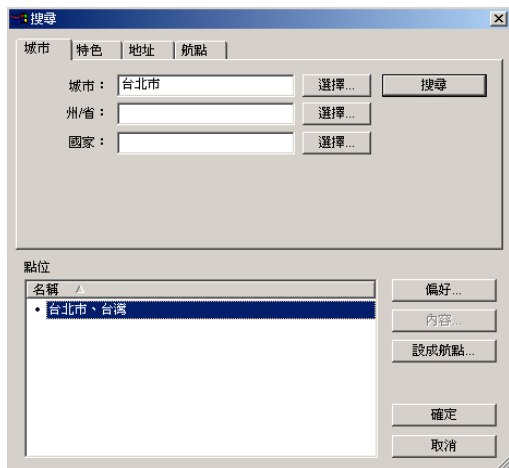 搜尋
城市 特色 地址 航點
城市： 台北市 選擇... 搜尋
州/省： 選擇...
國家： 選擇...
點位
名稱 偏好...
• 台北市、台灣
內容...
設成航點...
確定
取消